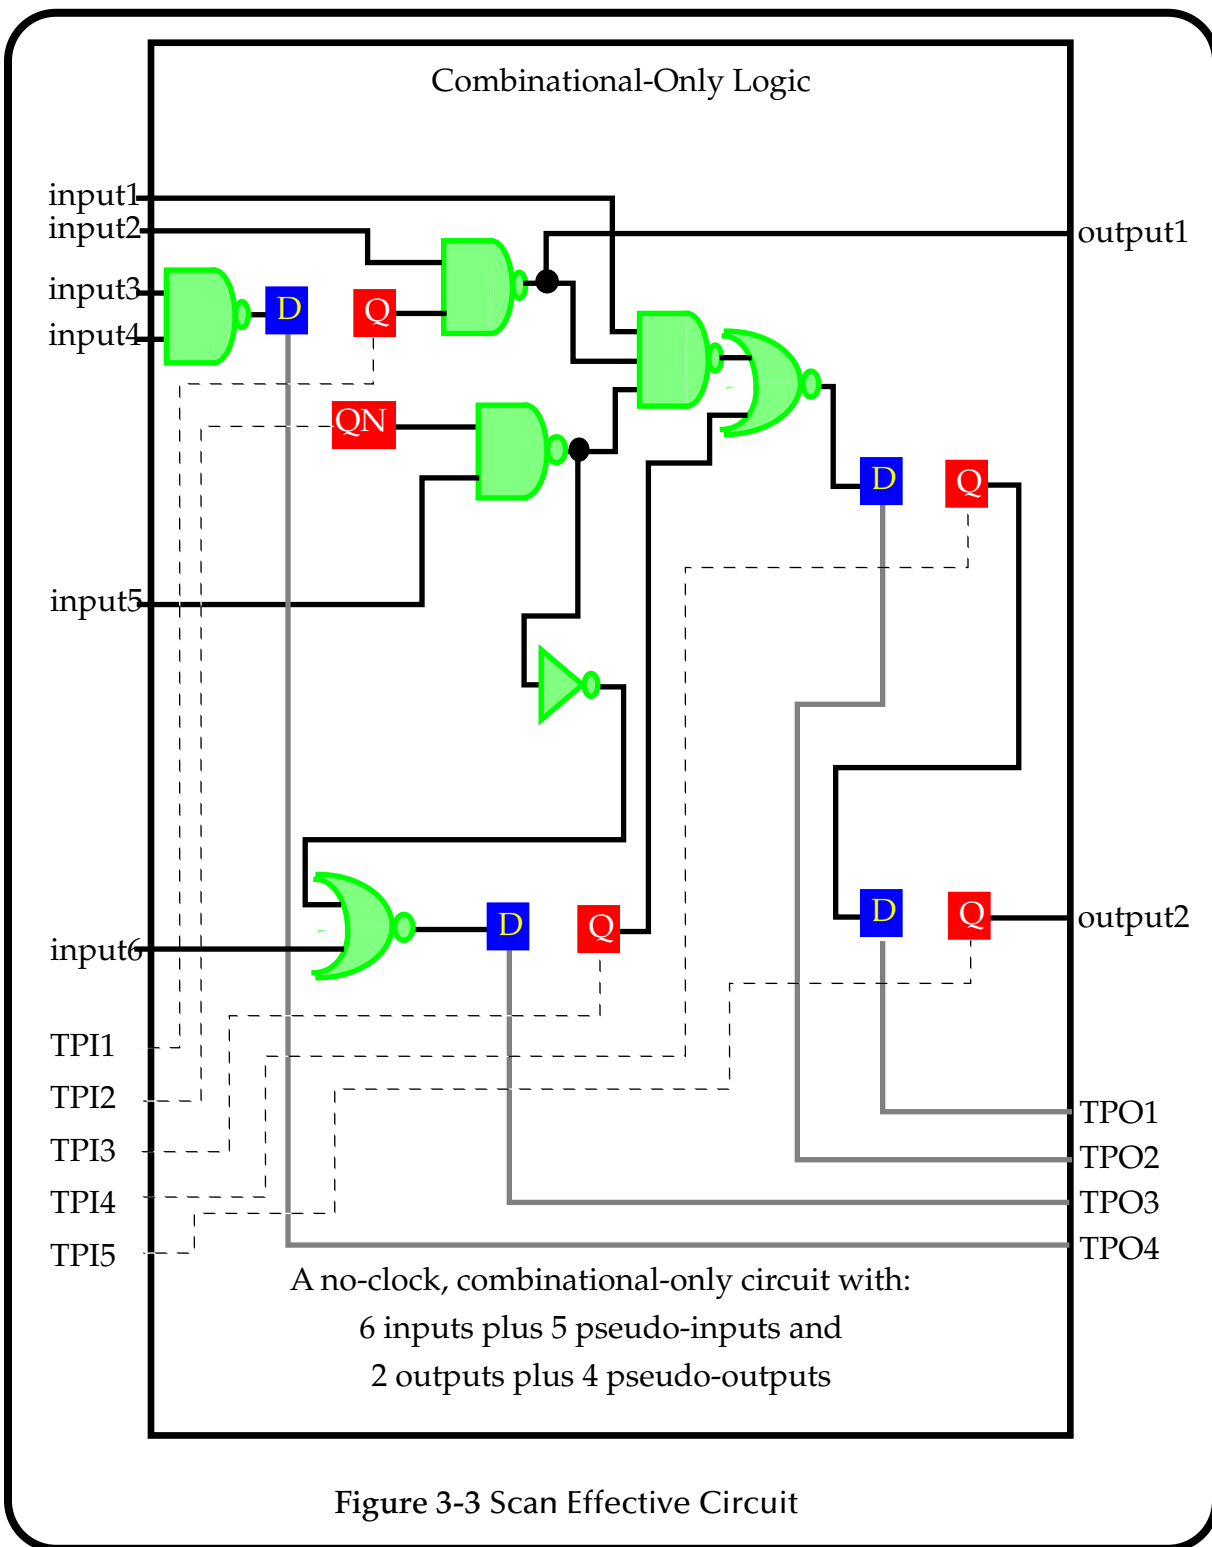 Combinational-Only Logic
input1
input2
output1
input3
D
Q
input4
QN
D
Q
input5
D
Q
D
Q
output2
input6
TPI1
TPI2
TPI3
TPI4
TPI5
TPO1
TPO2
TPO3
TPO4
A no-clock, combinational-only circuit with:
6 inputs plus 5 pseudo-inputs and
2 outputs plus 4 pseudo-outputs
Figure 3-3 Scan Effective Circuit